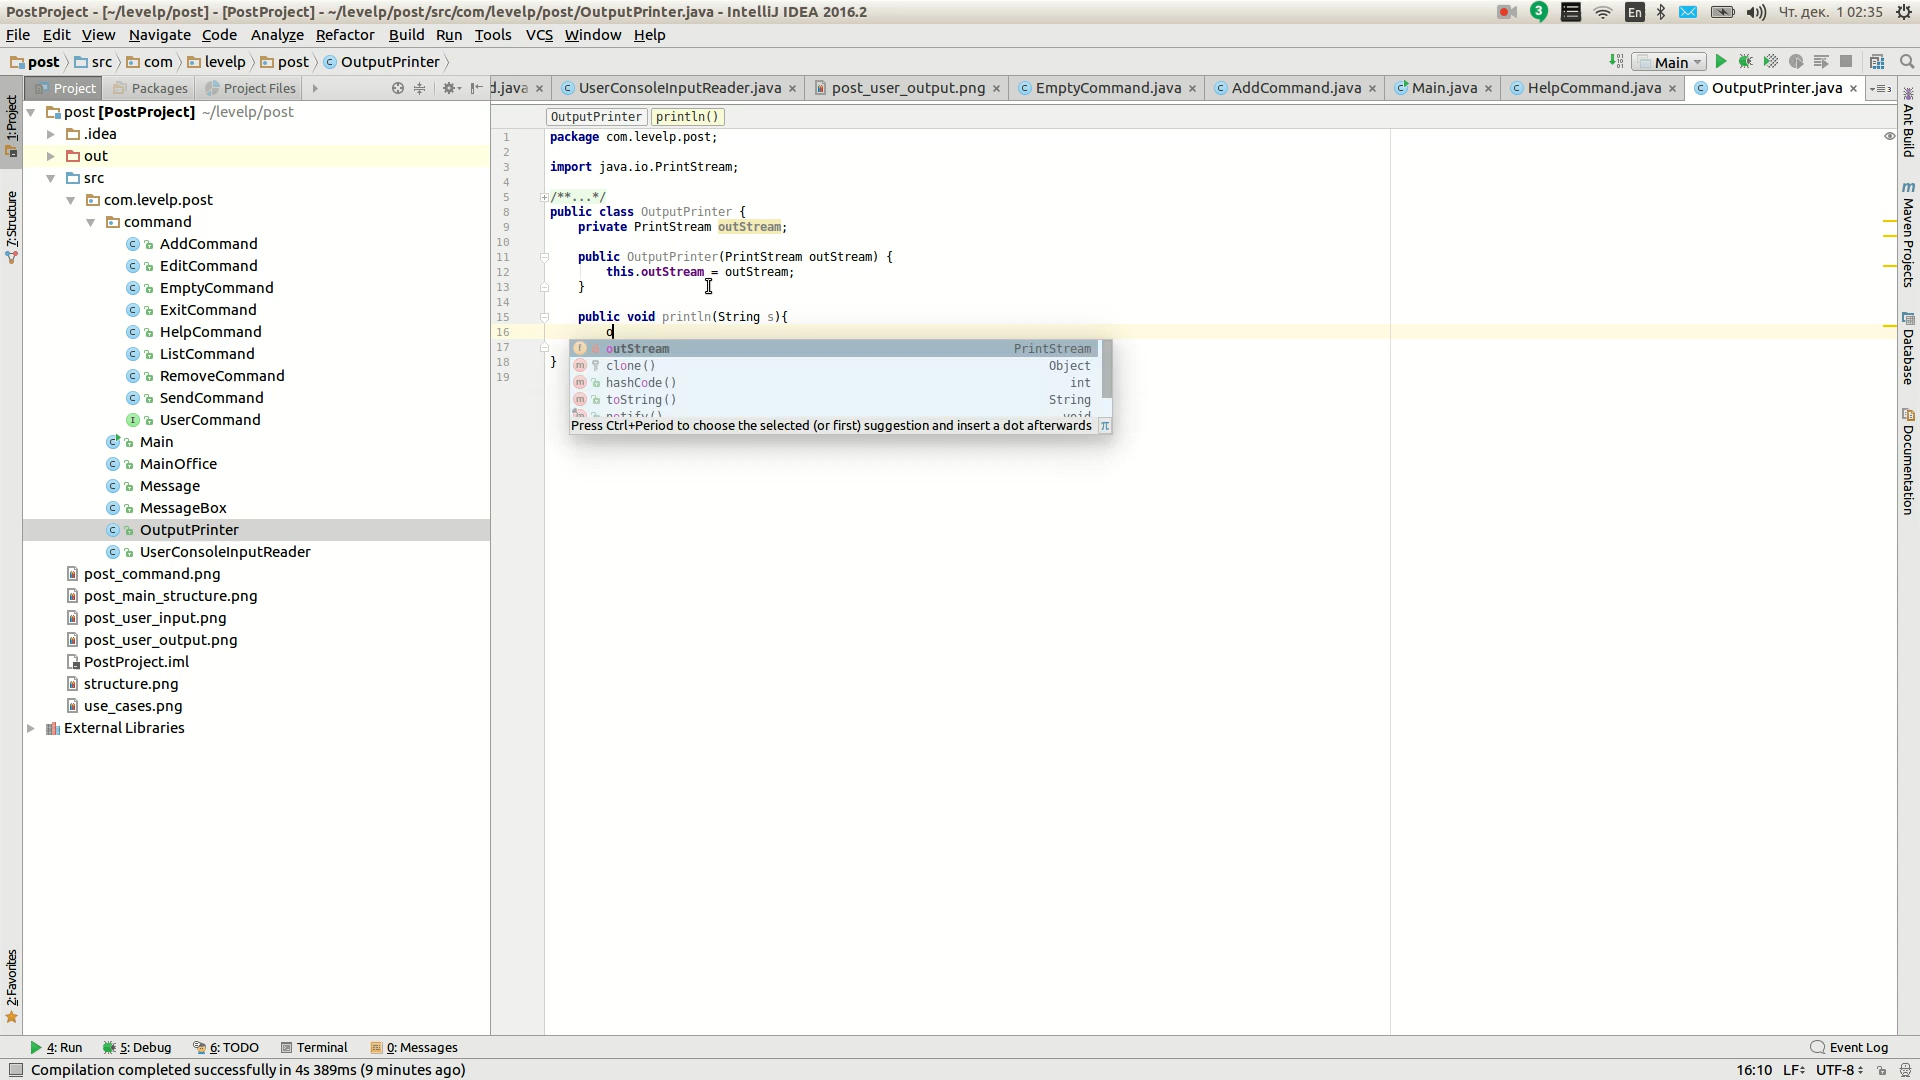 PostProject - [~/levelp/post] - [PostProject] - ~/levelp/post/src/com/levelp/post/OutputPrinter.java - IntelliJ IDEA 2016.2
3
En
Чт. дек. 1 02:35
File Edit View Navigate Code Analyze Refactor Build Run Tools VCS Window Help
post src com levelp post OutputPrinter
Main
Project Packages Project Files
d.java UserConsoleInputReader.java post_user_output.png EmptyCommand.java AddCommand.java Main.java HelpCommand.java OutputPrinter.java
1: Project
7: Structure
2: Favorites
post [PostProject] ~/levelp/post
.idea
out
src
com.levelp.post
command
AddCommand
EditCommand
EmptyCommand
ExitCommand
HelpCommand
ListCommand
RemoveCommand
SendCommand
UserCommand
Main
MainOffice
Message
MessageBox
OutputPrinter
UserConsoleInputReader
post_command.png
post_main_structure.png
post_user_input.png
post_user_output.png
PostProject.iml
structure.png
use_cases.png
External Libraries
OutputPrinter println()
1 package com.levelp.post;
2
3 import java.io.PrintStream;
4
5 /**...*/
8 public class OutputPrinter {
9 private PrintStream outStream;
10
11 public OutputPrinter(PrintStream outStream) {
12 this.outStream = outStream;
13 }
14
15 public void println(String s){
16 o
17
18 }
19
outStream PrintStream
clone() Object
hashCode() int
toString() String
notify() void
Press Ctrl+Period to choose the selected (or first) suggestion and insert a dot afterwards π
Ant Build
Maven Projects
Database
Documentation
4: Run 5: Debug 6: TODO Terminal 0: Messages
Event Log
Compilation completed successfully in 4s 389ms (9 minutes ago)
16:10 LF UTF-8